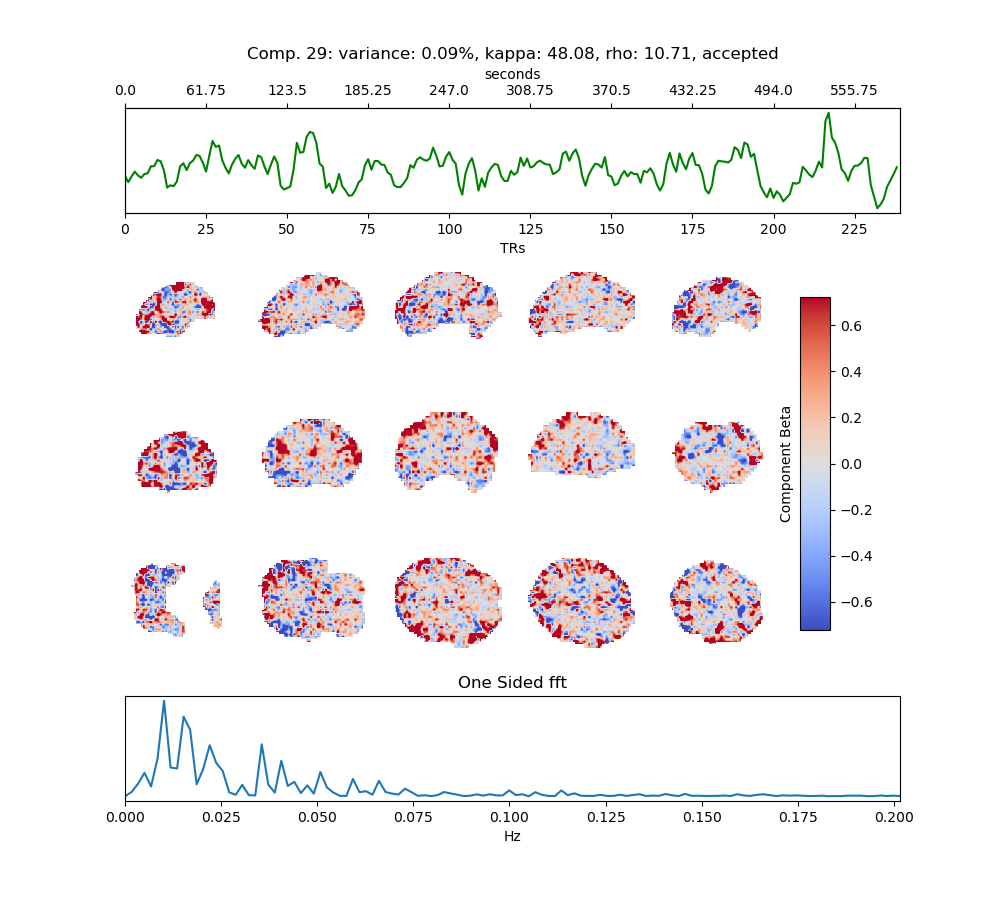 Comp. 29: variance: 0.09%, kappa: 48.08, rho: 10.71, accepted
seconds
0.0 61.75 123.5 185.25 247.0 308.75 370.5 432.25 494.0 555.75
0 25 50 75 100 125 150 175 200 225
TRs
Component Beta
0.6
0.4
0.2
0.0
−0.2
−0.4
−0.6
One Sided fft
0.000 0.025 0.050 0.075 0.100 0.125 0.150 0.175 0.200
Hz